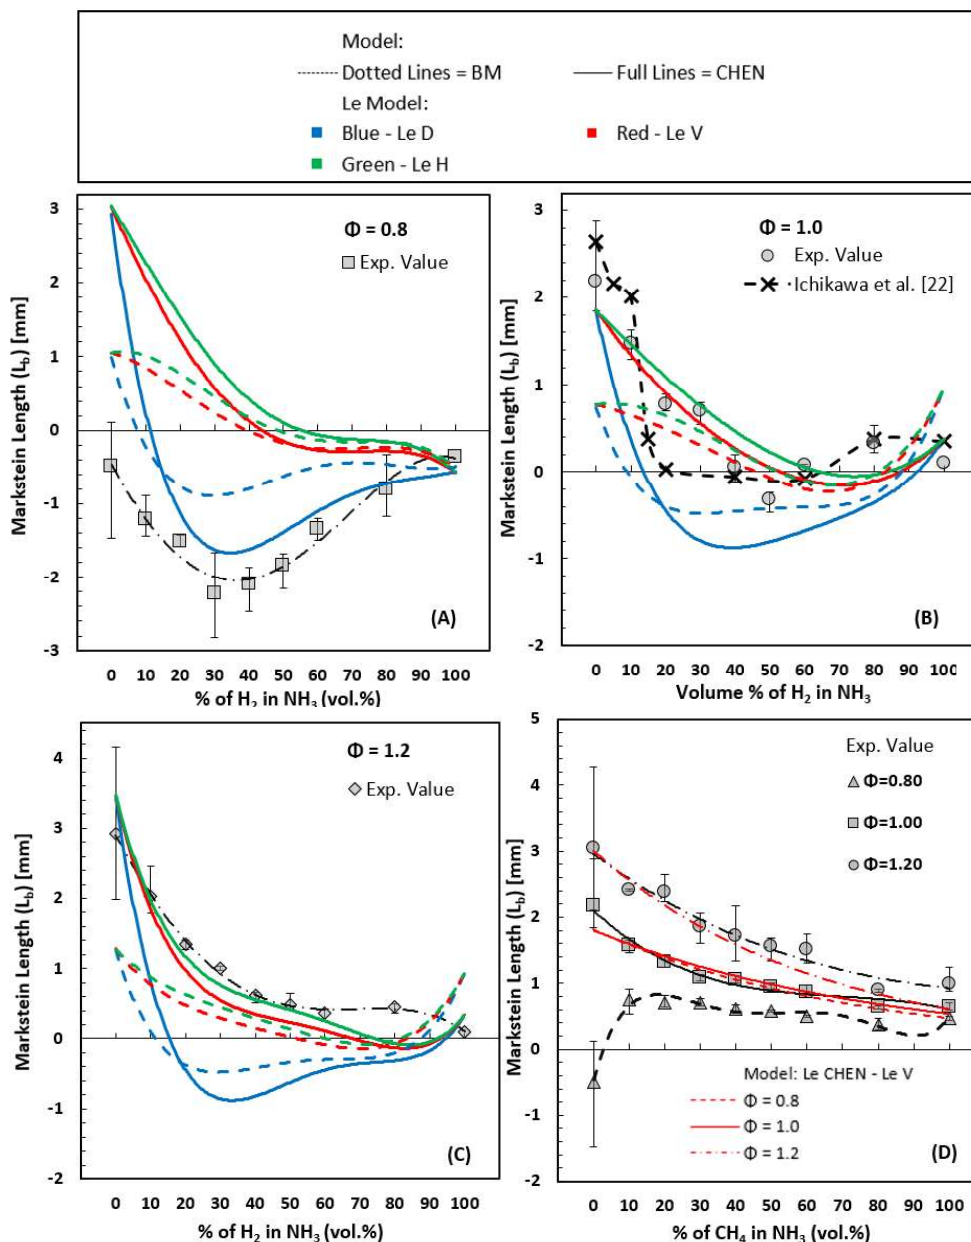 Model:
Dotted Lines = BM
Full Lines = CHEN
Le Model:
Blue - Le D
Red - Le V
Green - Le H
Markstein Length (Lb) [mm]
3
2
1
0
-1
-2
-3
Φ = 0.8
Exp. Value
(A)
0 10 20 30 40 50 60 70 80 90 100
% of H2 in NH3 (vol.%)
Markstein Length (Lb) [mm]
3
2
1
0
-1
-2
Φ = 1.0
Exp. Value
Ichikawa et al. [22]
(B)
0 10 20 30 40 50 60 70 80 90 100
Volume % of H2 in NH3
Markstein Length (Lb) [mm]
4
3
2
1
0
-1
-2
Φ = 1.2
Exp. Value
(C)
0 10 20 30 40 50 60 70 80 90 100
% of H2 in NH3 (vol.%)
Markstein Length (Lb) [mm]
5
4
3
2
1
0
-1
-2
Exp. Value
Φ=0.80
Φ=1.00
Φ=1.20
Model: Le CHEN - Le V
Φ = 0.8
Φ = 1.0
Φ = 1.2
(D)
0 10 20 30 40 50 60 70 80 90 100
% of CH4 in NH3 (vol.%)